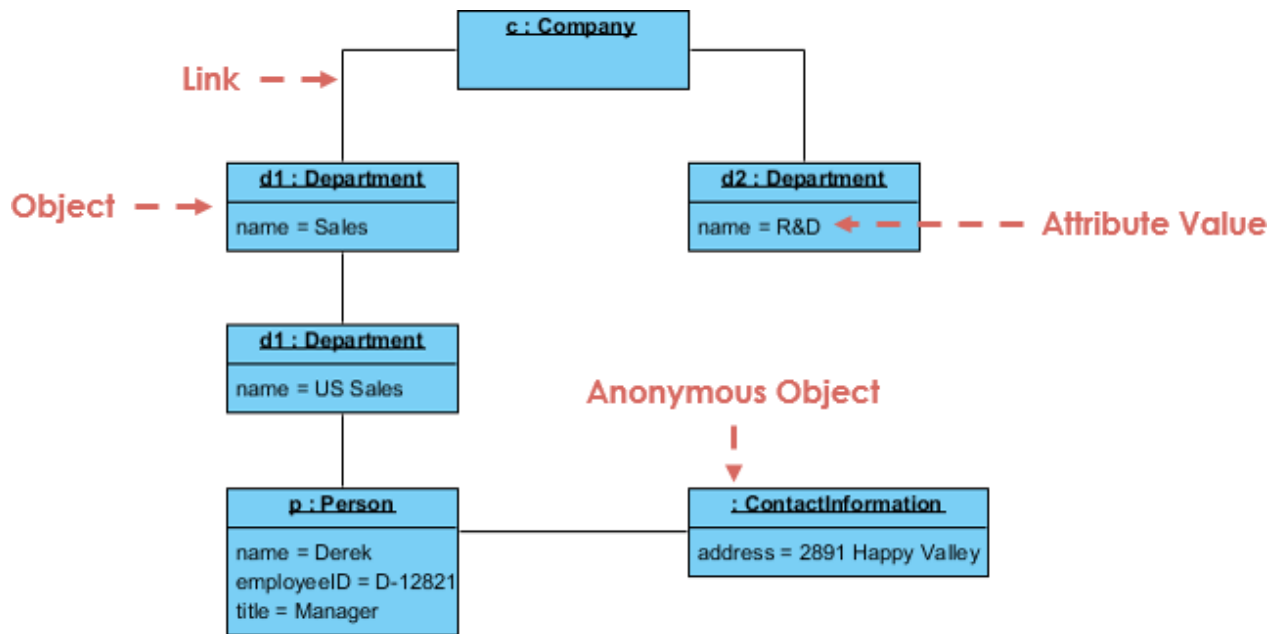 c : Company
Link
d1 : Department
d2 : Department
Object
name = Sales
name = R&D
Attribute Value
d1 : Department
name = US Sales
Anonymous Object
p : Person
: ContactInformation
name = Derek
address = 2891 Happy Valley
employeeID = D-12821
title = Manager